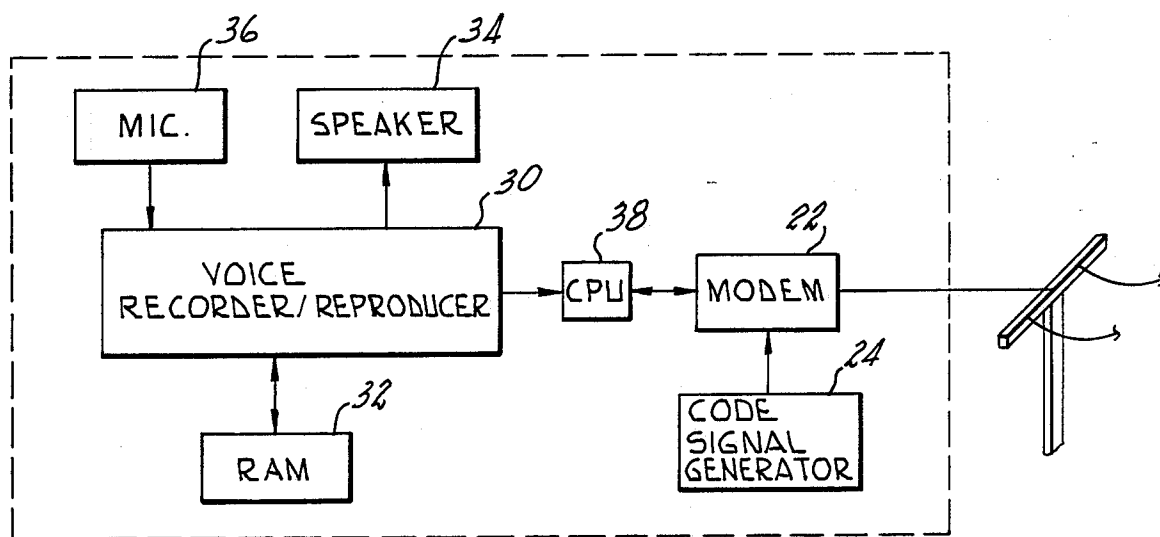 36
34
MIC.
SPEAKER
30
38
22
VOICE
RECORDER/REPRODUCER
CPU
MODEM
32
24
RAM
CODE
SIGNAL
GENERATOR